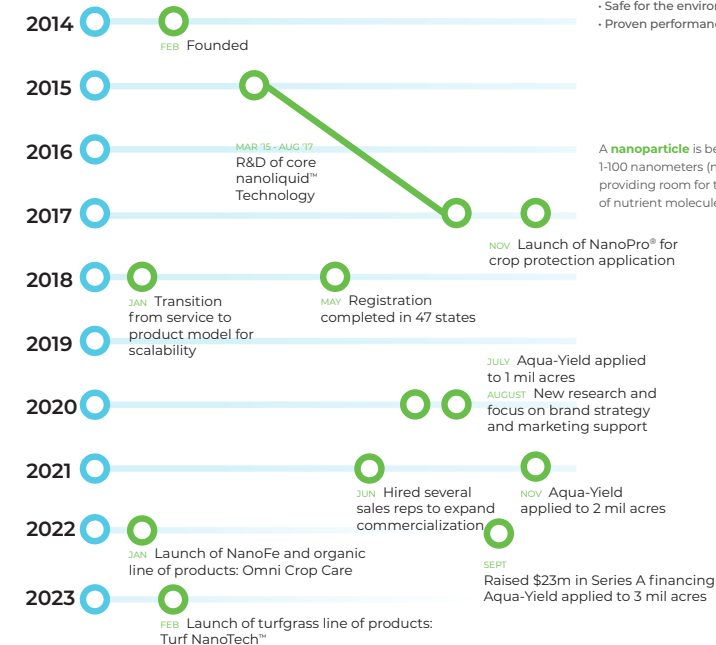 • Safe for the
• Proven
2014
FEB Founded
2015
2016
MAR '15 - AUG '17
R&D of core
nanoliquid™
Technology
A nanoparticle is
1-100 nanometers
providing room for
of nutrient
2017
NOV Launch of NanoPro® for
crop protection application
2018
JAN Transition
from service to
product model for
scalability
MAY Registration
completed in 47 states
2019
JULY Aqua-Yield applied
to 1 mil acres
AUGUST New research and
focus on brand strategy
and marketing support
2020
2021
JUN Hired several
sales reps to expand
commercialization
NOV Aqua-Yield
applied to 2 mil acres
2022
JAN Launch of NanoFe and organic
line of products: Omni Crop Care
SEPT
Raised $23m in Series A financing
Aqua-Yield applied to 3 mil acres
2023
FEB Launch of turfgrass line of products:
Turf NanoTech™